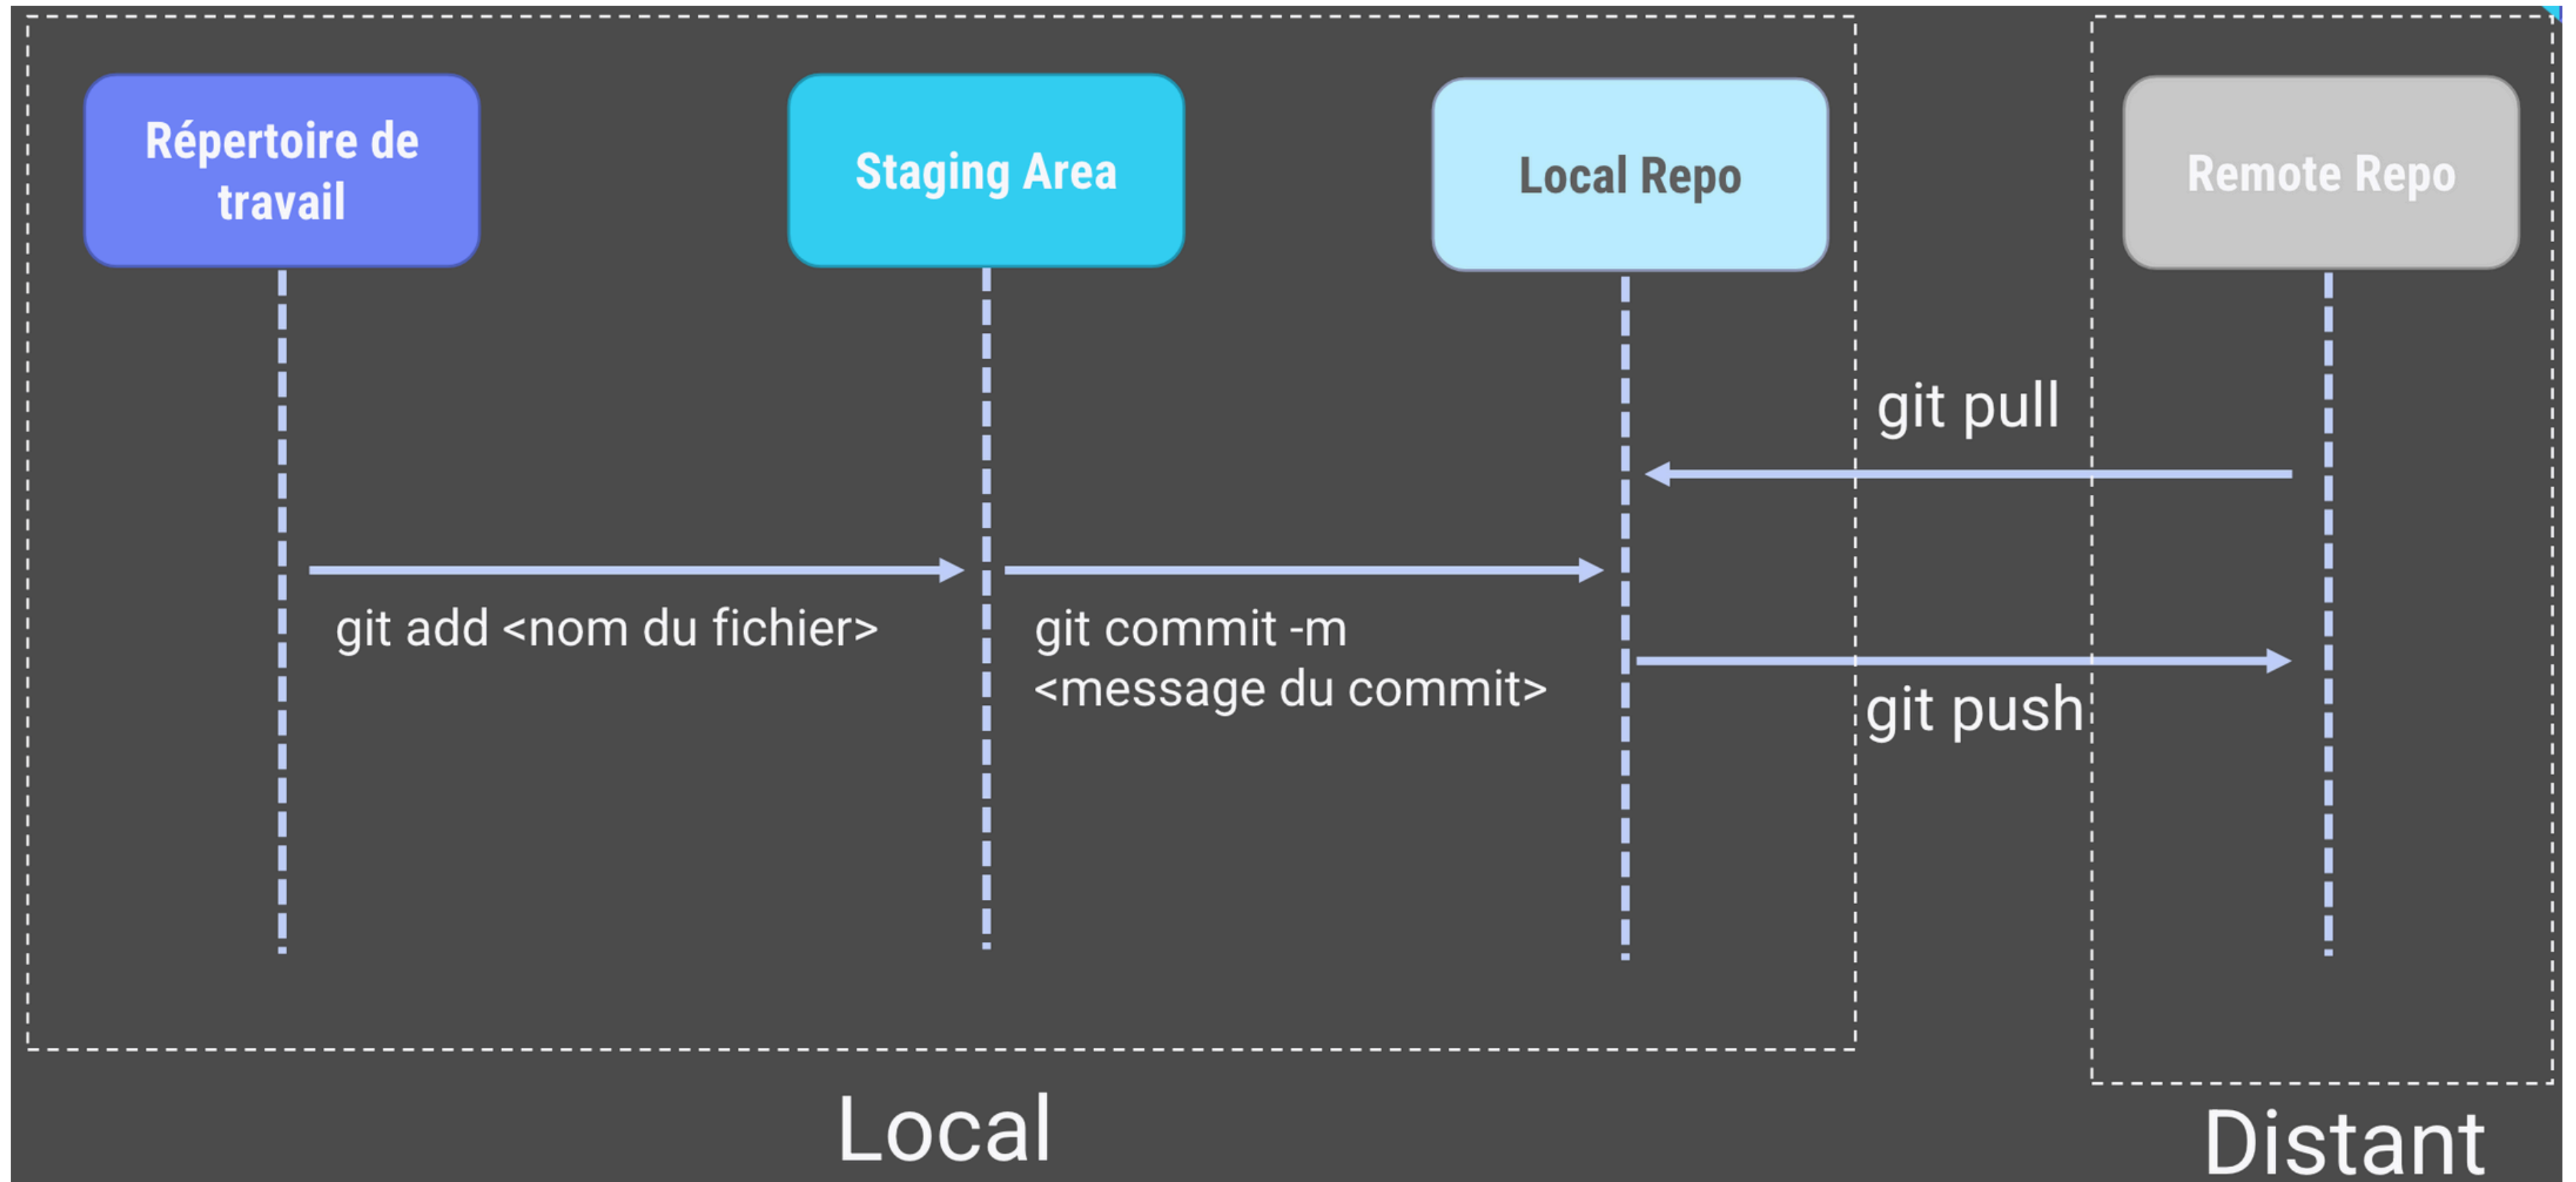 Répertoire de
travail
Staging Area
Local Repo
Remote Repo
git pull
git add <nom du fichier>
git commit -m
<message du commit>
git push
Local
Distant